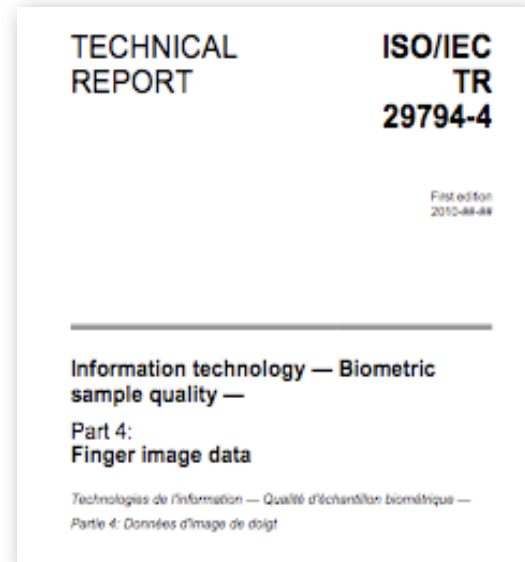 TECHNICAL
REPORT
ISO/IEC
TR
29794-4
First edition
2010-##-##
Information technology — Biometric
sample quality —
Part 4:
Finger image data
Technologies de l'information — Qualité d'échantillon biométrique —
Partie 4: Données d'image de doigt